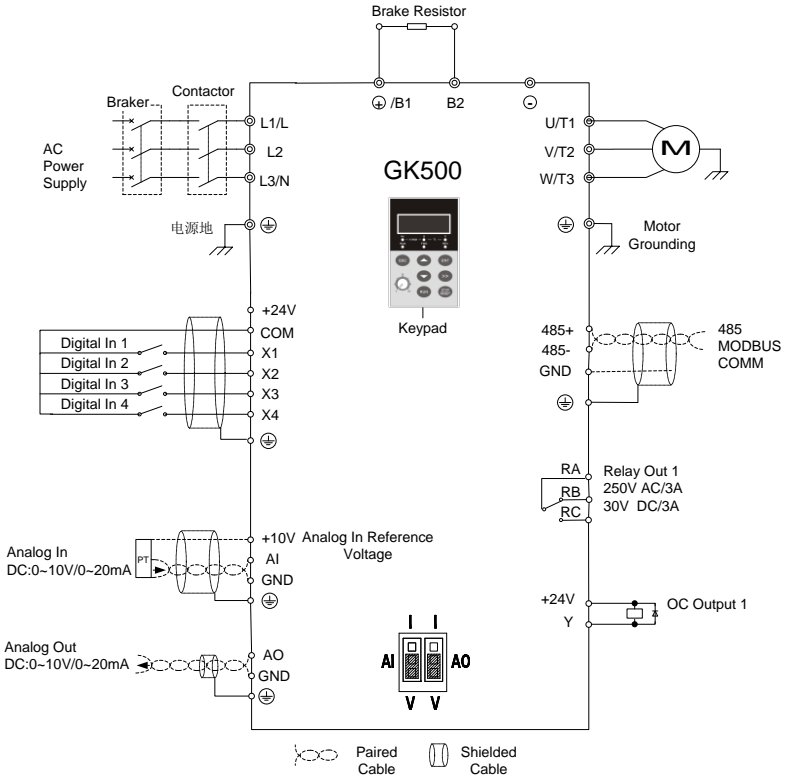 Brake Resistor
Contactor
Braker
⊕/B1
B2
⊖
AC
Power
Supply
L1/L
L2
L3/N
电源地
GK500
Keypad
U/T1
V/T2
W/T3
M
Motor
Grounding
+24V
COM
Digital In 1
X1
Digital In 2
X2
Digital In 3
X3
Digital In 4
X4
485+
485-
GND
485
MODBUS
COMM
RA
RB
RC
Relay Out 1
250V AC/3A
30V DC/3A
+10V
Analog In Reference
Voltage
PT
Analog In
DC:0~10V/0~20mA
AI
GND
+24V
Y
OC Output 1
Analog Out
DC:0~10V/0~20mA
AO
GND
I I
AI AO
V V
Paired
Cable
Shielded
Cable